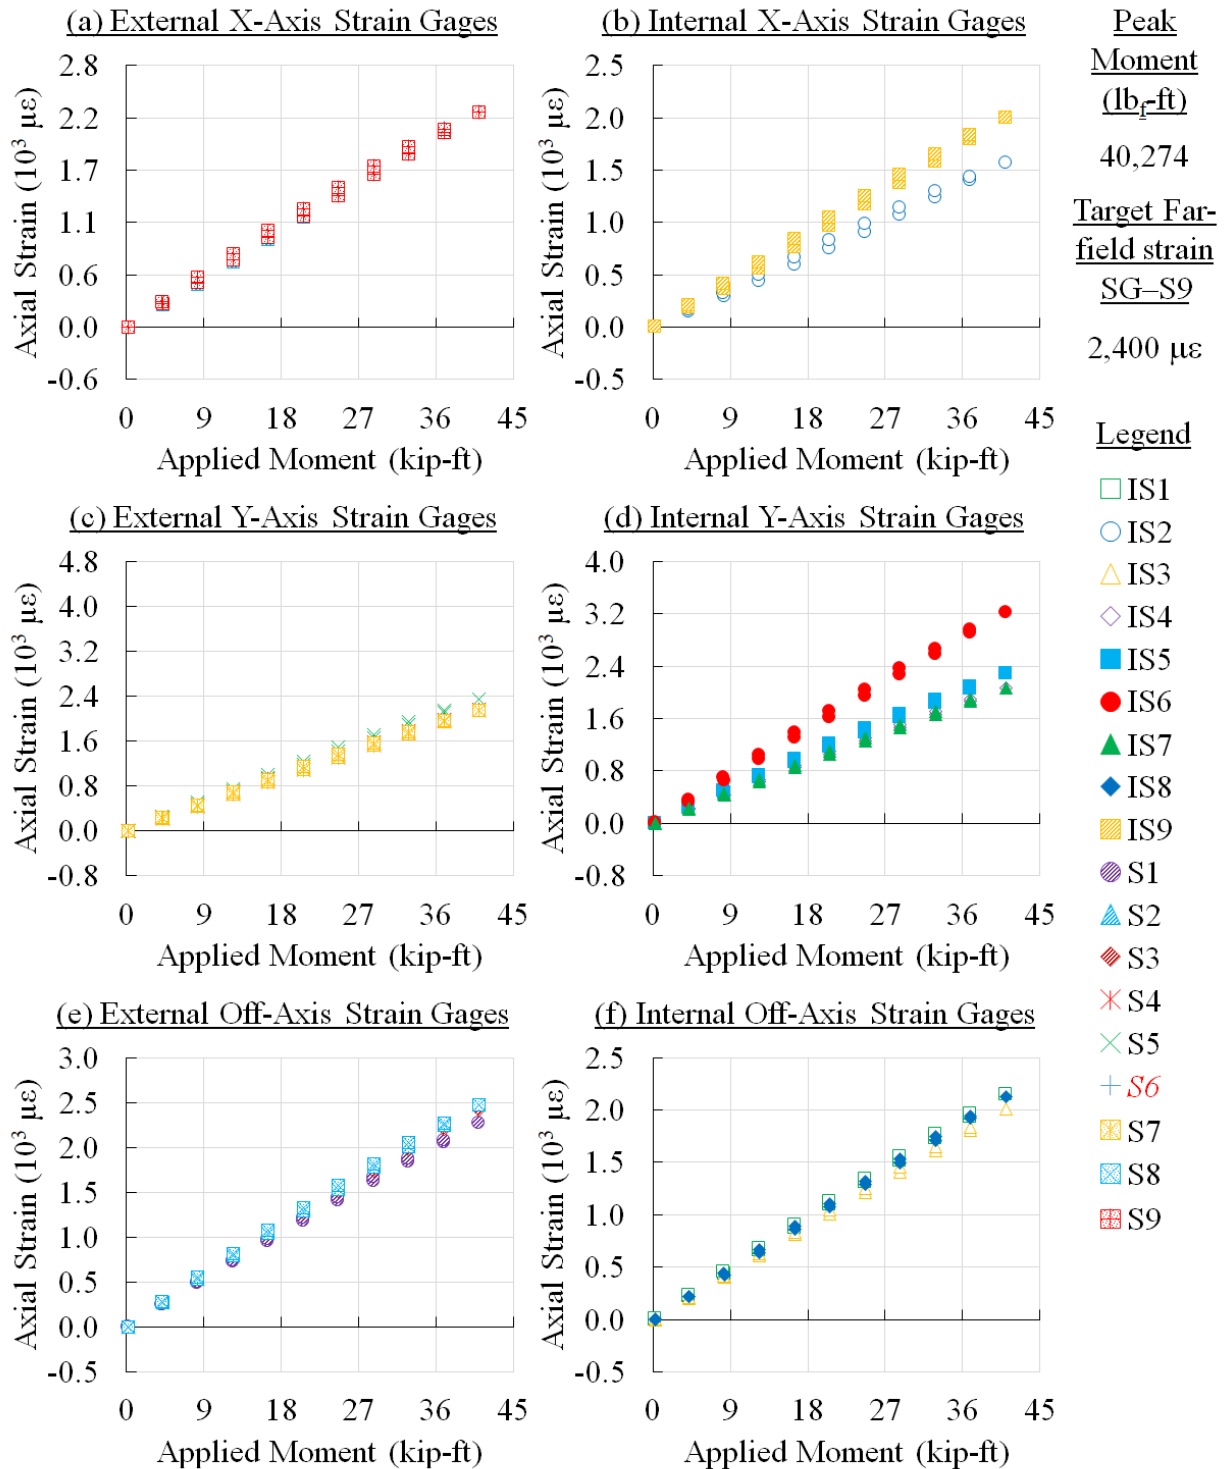 (a) External X-Axis Strain Gages
2.8
2.2
1.7
1.1
0.6
0.0
-0.6
Axial Strain (10³ με)
0 9 18 27 36 45
Applied Moment (kip-ft)
(b) Internal X-Axis Strain Gages
2.5
2.0
1.5
1.0
0.5
0.0
-0.5
Axial Strain (10³ με)
0 9 18 27 36 45
Applied Moment (kip-ft)
Peak
Moment
(lbf-ft)
40,274
Target Far-
field strain
SG–S9
2,400 με
(c) External Y-Axis Strain Gages
4.8
4.0
3.2
2.4
1.6
0.8
0.0
-0.8
Axial Strain (10³ με)
0 9 18 27 36 45
Applied Moment (kip-ft)
(d) Internal Y-Axis Strain Gages
4.0
3.2
2.4
1.6
0.8
0.0
-0.8
Axial Strain (10³ με)
0 9 18 27 36 45
Applied Moment (kip-ft)
(e) External Off-Axis Strain Gages
3.0
2.5
2.0
1.5
1.0
0.5
0.0
-0.5
Axial Strain (10³ με)
0 9 18 27 36 45
Applied Moment (kip-ft)
(f) Internal Off-Axis Strain Gages
2.5
2.0
1.5
1.0
0.5
0.0
-0.5
Axial Strain (10³ με)
0 9 18 27 36 45
Applied Moment (kip-ft)
Legend
IS1
IS2
IS3
IS4
IS5
IS6
IS7
IS8
IS9
S1
S2
S3
S4
S5
S6
S7
S8
S9